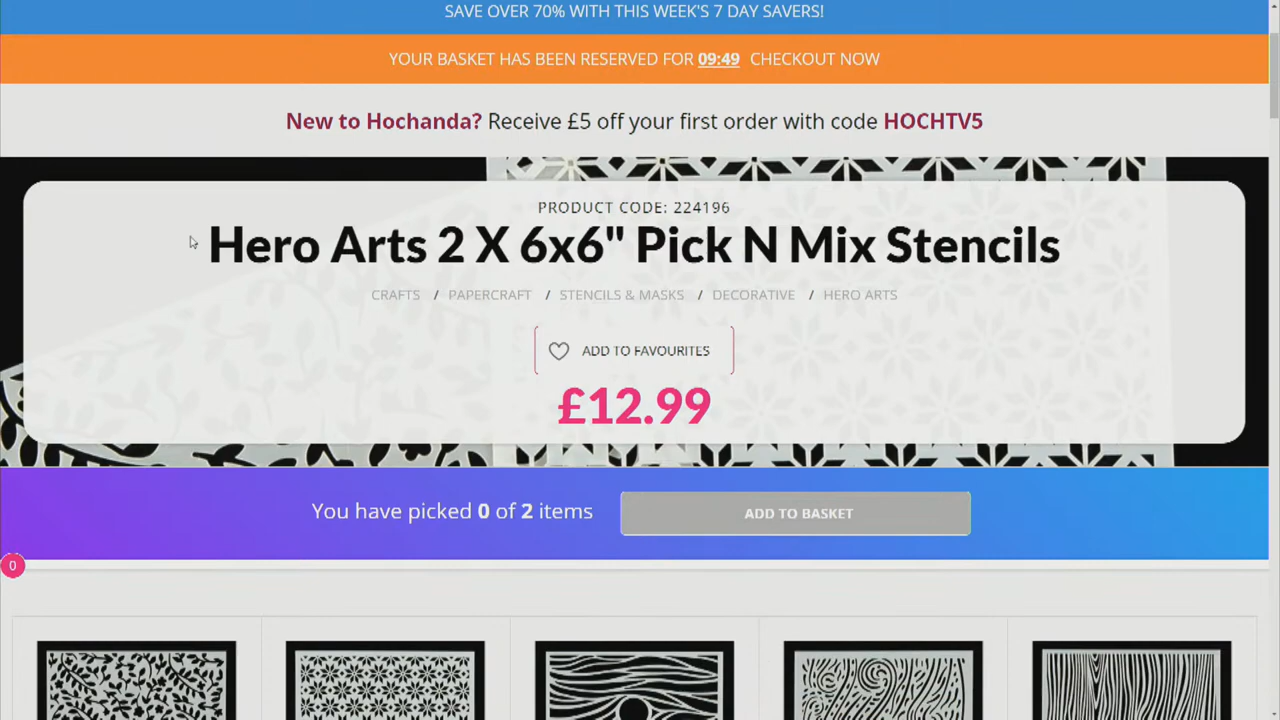 SAVE OVER 70% WITH THIS WEEK'S 7 DAY SAVERS!
YOUR BASKET HAS BEEN RESERVED FOR 09:49 CHECKOUT NOW
New to Hochanda? Receive £5 off your first order with code HOCHTV5
PRODUCT CODE: 224196
Hero Arts 2 X 6x6" Pick N Mix Stencils
CRAFTS / PAPERCRAFT / STENCILS & MASKS / DECORATIVE / HERO ARTS
ADD TO FAVOURITES
£12.99
You have picked 0 of 2 items ADD TO BASKET
0